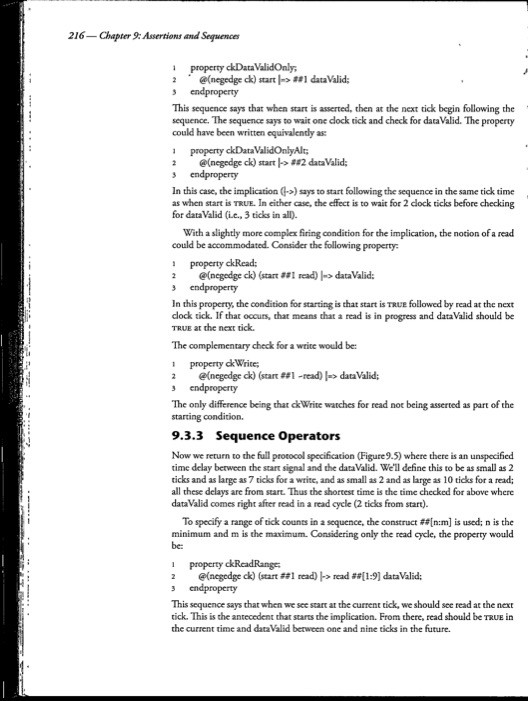 216 — Chapter 9: Assertions and Sequences
1 property ckDataValidOnly;
2 @(negedge ck) start |=> ##1 dataValid;
3 endproperty
This sequence says that when start is asserted, then at the next tick begin following the
sequence. The sequence says to wait one clock tick and check for dataValid. The property
could have been written equivalently as:
1 property ckDataValidOnlyAlt;
2 @(negedge ck) start |-> ##2 dataValid;
3 endproperty
In this case, the implication (|->) says to start following the sequence in the same tick time
as when start is TRUE. In either case, the effect is to wait for 2 clock ticks before checking
for dataValid (i.e., 3 ticks in all).
With a slightly more complex firing condition for the implication, the notion of a read
could be accommodated. Consider the following property:
1 property ckRead;
2 @(negedge ck) (start ##1 read) |=> dataValid;
3 endproperty
In this property, the condition for starting is that start is TRUE followed by read at the next
clock tick. If that occurs, that means that a read is in progress and dataValid should be
TRUE at the next tick.
The complementary check for a write would be:
1 property ckWrite;
2 @(negedge ck) (start ##1 ~read) |=> dataValid;
3 endproperty
The only difference being that ckWrite watches for read not being asserted as part of the
starting condition.
9.3.3 Sequence Operators
Now we return to the full protocol specification (Figure 9.5) where there is an unspecified
time delay between the start signal and the dataValid. We'll define this to be as small as 2
ticks and as large as 7 ticks for a write, and as small as 2 and as large as 10 ticks for a read;
all these delays are from start. Thus the shortest time is the time checked for above where
dataValid comes right after read in a read cycle (2 ticks from start).
To specify a range of tick counts in a sequence, the construct ##[n:m] is used; n is the
minimum and m is the maximum. Considering only the read cycle, the property would
be:
1 property ckReadRange;
2 @(negedge ck) (start ##1 read) |-> read ##[1:9] dataValid;
3 endproperty
This sequence says that when we see start at the current tick, we should see read at the next
tick. This is the antecedent that starts the implication. From there, read should be TRUE in
the current time and dataValid between one and nine ticks in the future.